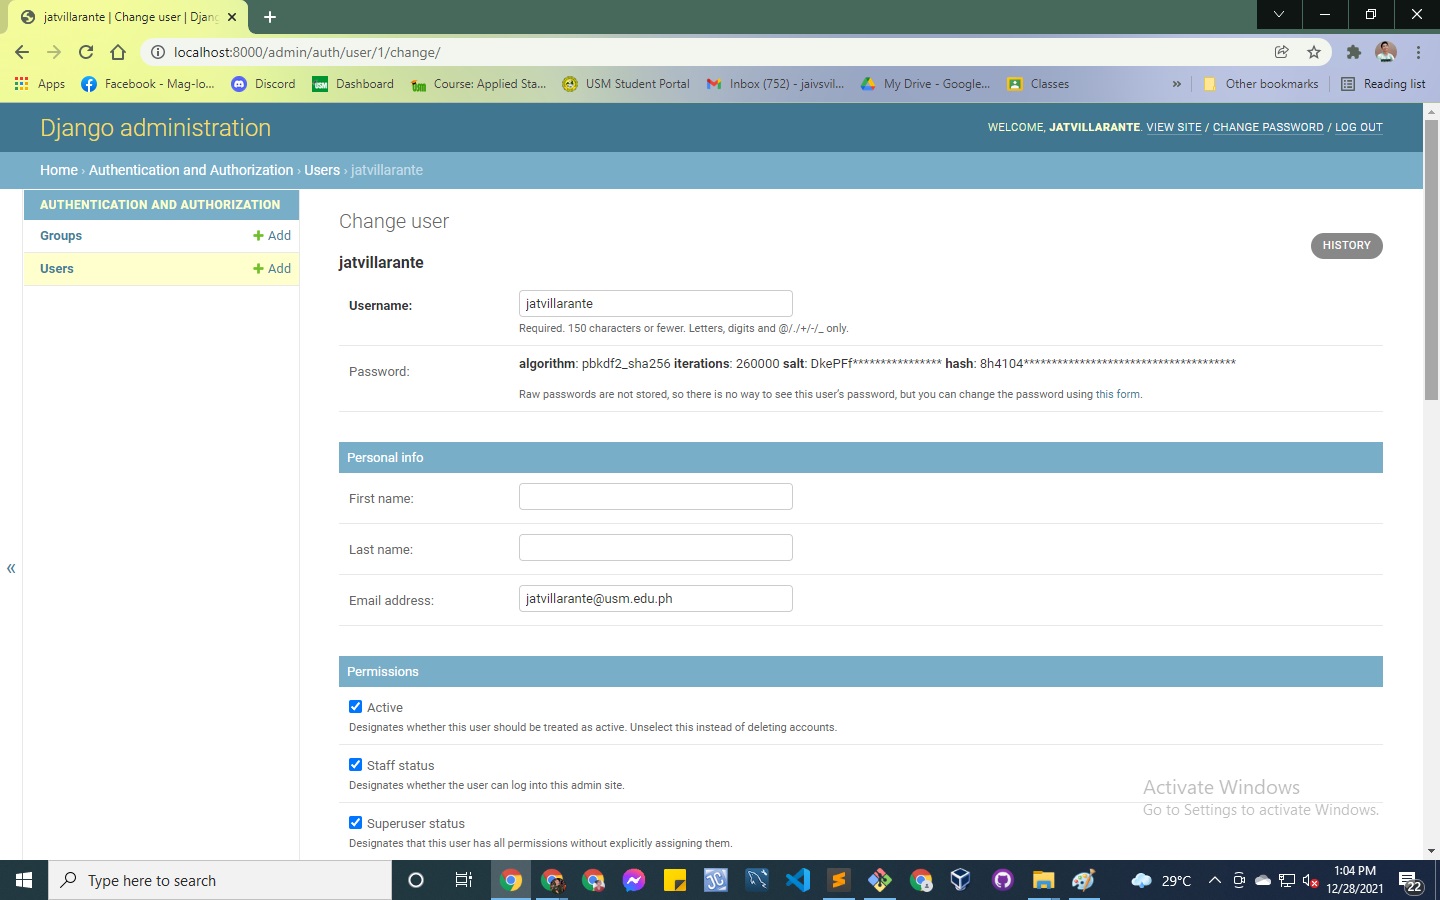 jatvillarante | Change user | Djang
localhost:8000/admin/auth/user/1/change/
Apps Facebook - Mag-lo... Discord Dashboard Course: Applied Sta... USM Student Portal Inbox (752) - jaivsvil... My Drive - Google... Classes » Other bookmarks Reading list
Django administration
WELCOME, JATVILLARANTE. VIEW SITE / CHANGE PASSWORD / LOG OUT
Home › Authentication and Authorization › Users › jatvillarante
AUTHENTICATION AND AUTHORIZATION
Groups + Add
Users + Add
«
Change user
HISTORY
jatvillarante
Username: jatvillarante
Required. 150 characters or fewer. Letters, digits and @/./+/-/_ only.
Password: algorithm: pbkdf2_sha256 iterations: 260000 salt: DkePFf**************** hash: 8h4104**************************************
Raw passwords are not stored, so there is no way to see this user’s password, but you can change the password using this form.
Personal info
First name:
Last name:
Email address: jatvillarante@usm.edu.ph
Permissions
Active
Designates whether this user should be treated as active. Unselect this instead of deleting accounts.
Staff status
Designates whether the user can log into this admin site.
Superuser status
Designates that this user has all permissions without explicitly assigning them.
Activate Windows
Go to Settings to activate Windows.
Type here to search
29°C
1:04 PM
12/28/2021
22